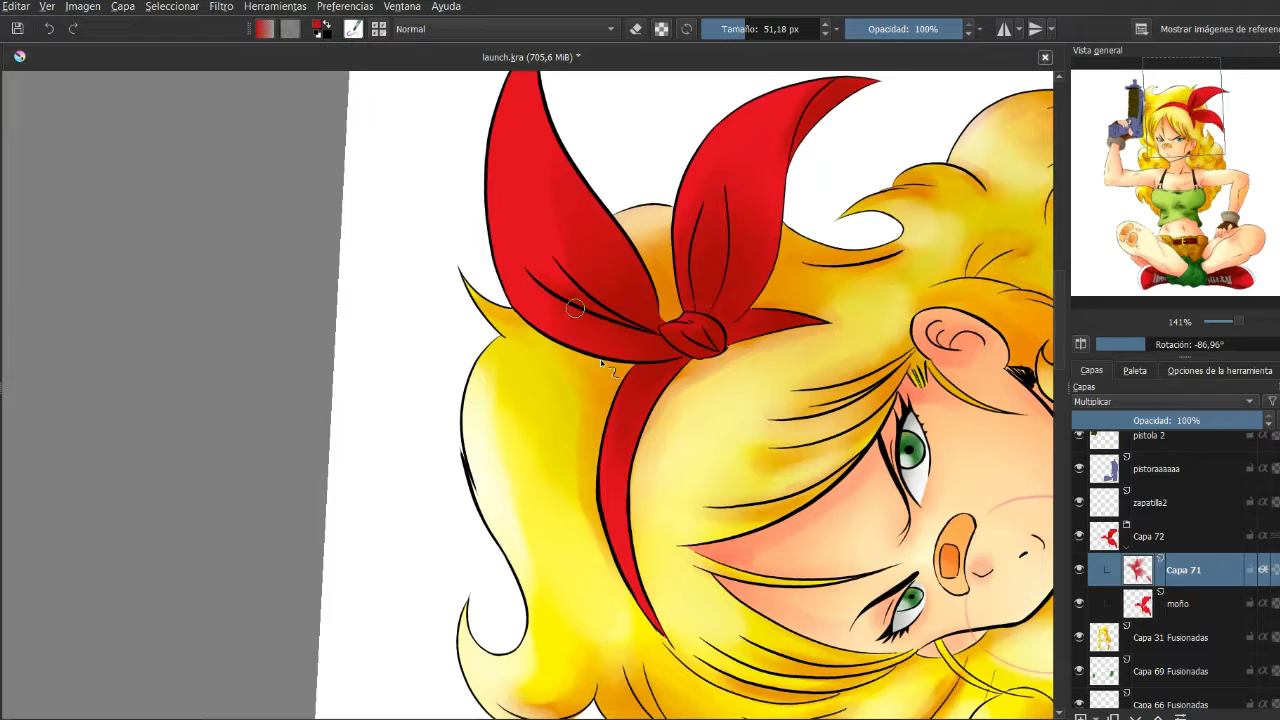 Editar Ver Imagen Capa Seleccionar Filtro Herramientas Preferencias Ventana Ayuda
Normal Tamaño: 51,18 px Opacidad: 100% Mostrar imágenes de referen
launch.kra (705,6 MiB) * Vista general
141%
Rotación: -86,96°
Capas Paleta Opciones de la herramienta
Capas
Multiplicar
Opacidad: 100%
pistola 2
pistoraaaaaa
zapatilla2
Capa 72
Capa 71
moño
Capa 31 Fusionadas
Capa 69 Fusionadas
Capa 66 Fusionadas